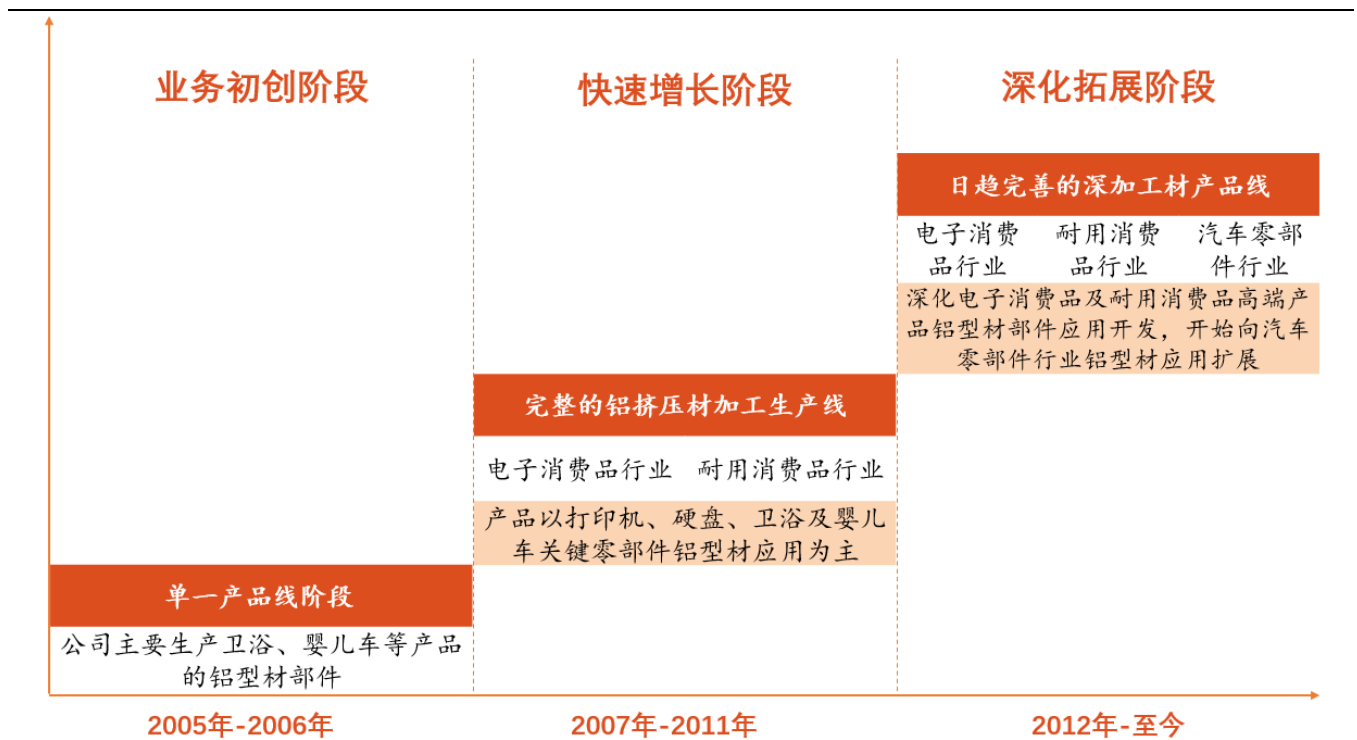 业务初创阶段
快速增长阶段
深化拓展阶段
日趋完善的深加工材产品线
电子消费
品行业
耐用消费
品行业
汽车零部
件行业
深化电子消费品及耐用消费品高端产
品铝型材部件应用开发，开始向汽车
零部件行业铝型材应用扩展
完整的铝挤压材加工生产线
电子消费品行业
耐用消费品行业
产品以打印机、硬盘、卫浴及婴儿
车关键零部件铝型材应用为主
单一产品线阶段
公司主要生产卫浴、婴儿车等产品
的铝型材部件
2005年-2006年
2007年-2011年
2012年-至今